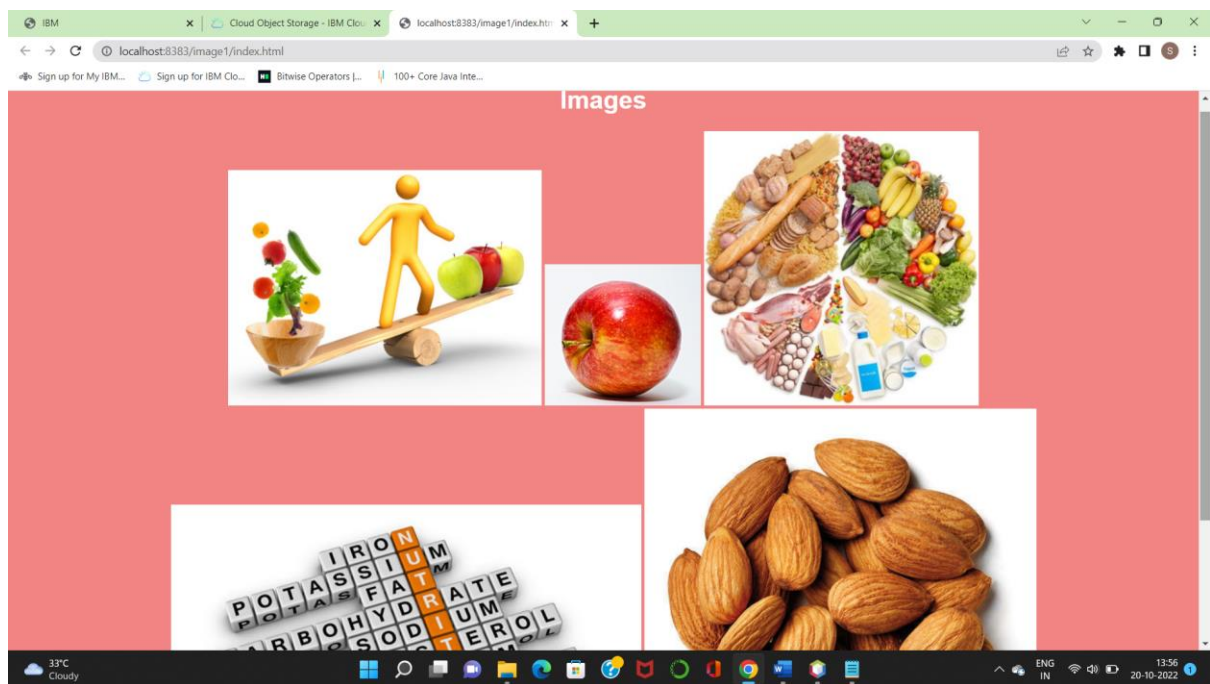 IBM
Cloud Object Storage - IBM Clou
localhost:8383/image1/index.htm
localhost:8383/image1/index.html
Sign up for My IBM...
Sign up for IBM Clo...
Bitwise Operators |...
100+ Core Java Inte...
S
Images
IRON
POTASSIUM
FAT
CARBOHYDRATE
SODIUM
TEROL
NUTRIT
33°C
Cloudy
ENG
IN
13:56
20-10-2022
1